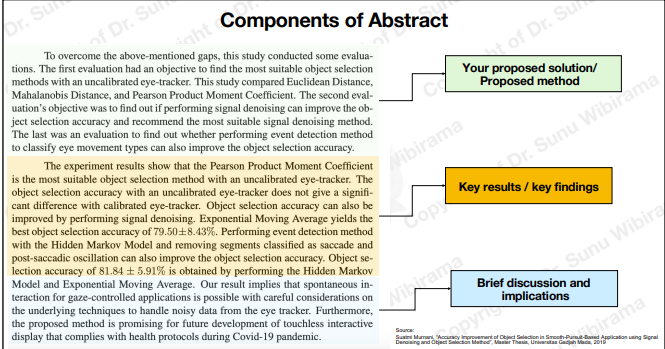 Components of Abstract
To overcome the above-mentioned gaps, this study conducted some evalua-
tions. The first evaluation had an objective to find the most suitable object selection
methods with an uncalibrated eye-tracker. This study compared Euclidean Distance,
Mahalanobis Distance, and Pearson Product Moment Coefficient. The second eval-
uation's objective was to find out if performing signal denoising can improve the ob-
ject selection accuracy and recommend the most suitable signal denoising method.
The last was an evaluation to find out whether performing event detection method
to classify eye movement types can also improve the object selection accuracy.
Your proposed solution/
Proposed method
The experiment results show that the Pearson Product Moment Coefficient
is the most suitable object selection method with an uncalibrated eye-tracker. The
object selection accuracy with an uncalibrated eye-tracker does not give a signifi-
cant difference with calibrated eye-tracker. Object selection accuracy can also be
improved by performing signal denoising. Exponential Moving Average yields the
best object selection accuracy of 79.50±8.43%. Performing event detection method
with the Hidden Markov Model and removing segments classified as saccade and
post-saccadic oscillation can also improve the object selection accuracy. Object se-
lection accuracy of 81.84 ± 5.91% is obtained by performing the Hidden Markov
Model and Exponential Moving Average. Our result implies that spontaneous in-
teraction for gaze-controlled applications is possible with careful considerations on
the underlying techniques to handle noisy data from the eye tracker. Furthermore,
the proposed method is promising for future development of touchless interactive
display that complies with health protocols during Covid-19 pandemic.
Key results / key findings
Brief discussion and
implications
Source:
Suatmi Murnani, "Accuracy Improvement of Object Selection in Smooth-Pursuit-Based Application using Signal
Denoising and Object Selection Method", Master Thesis, Universitas Gadjah Mada, 2019
Copyright of Dr. Sunu Wibirama